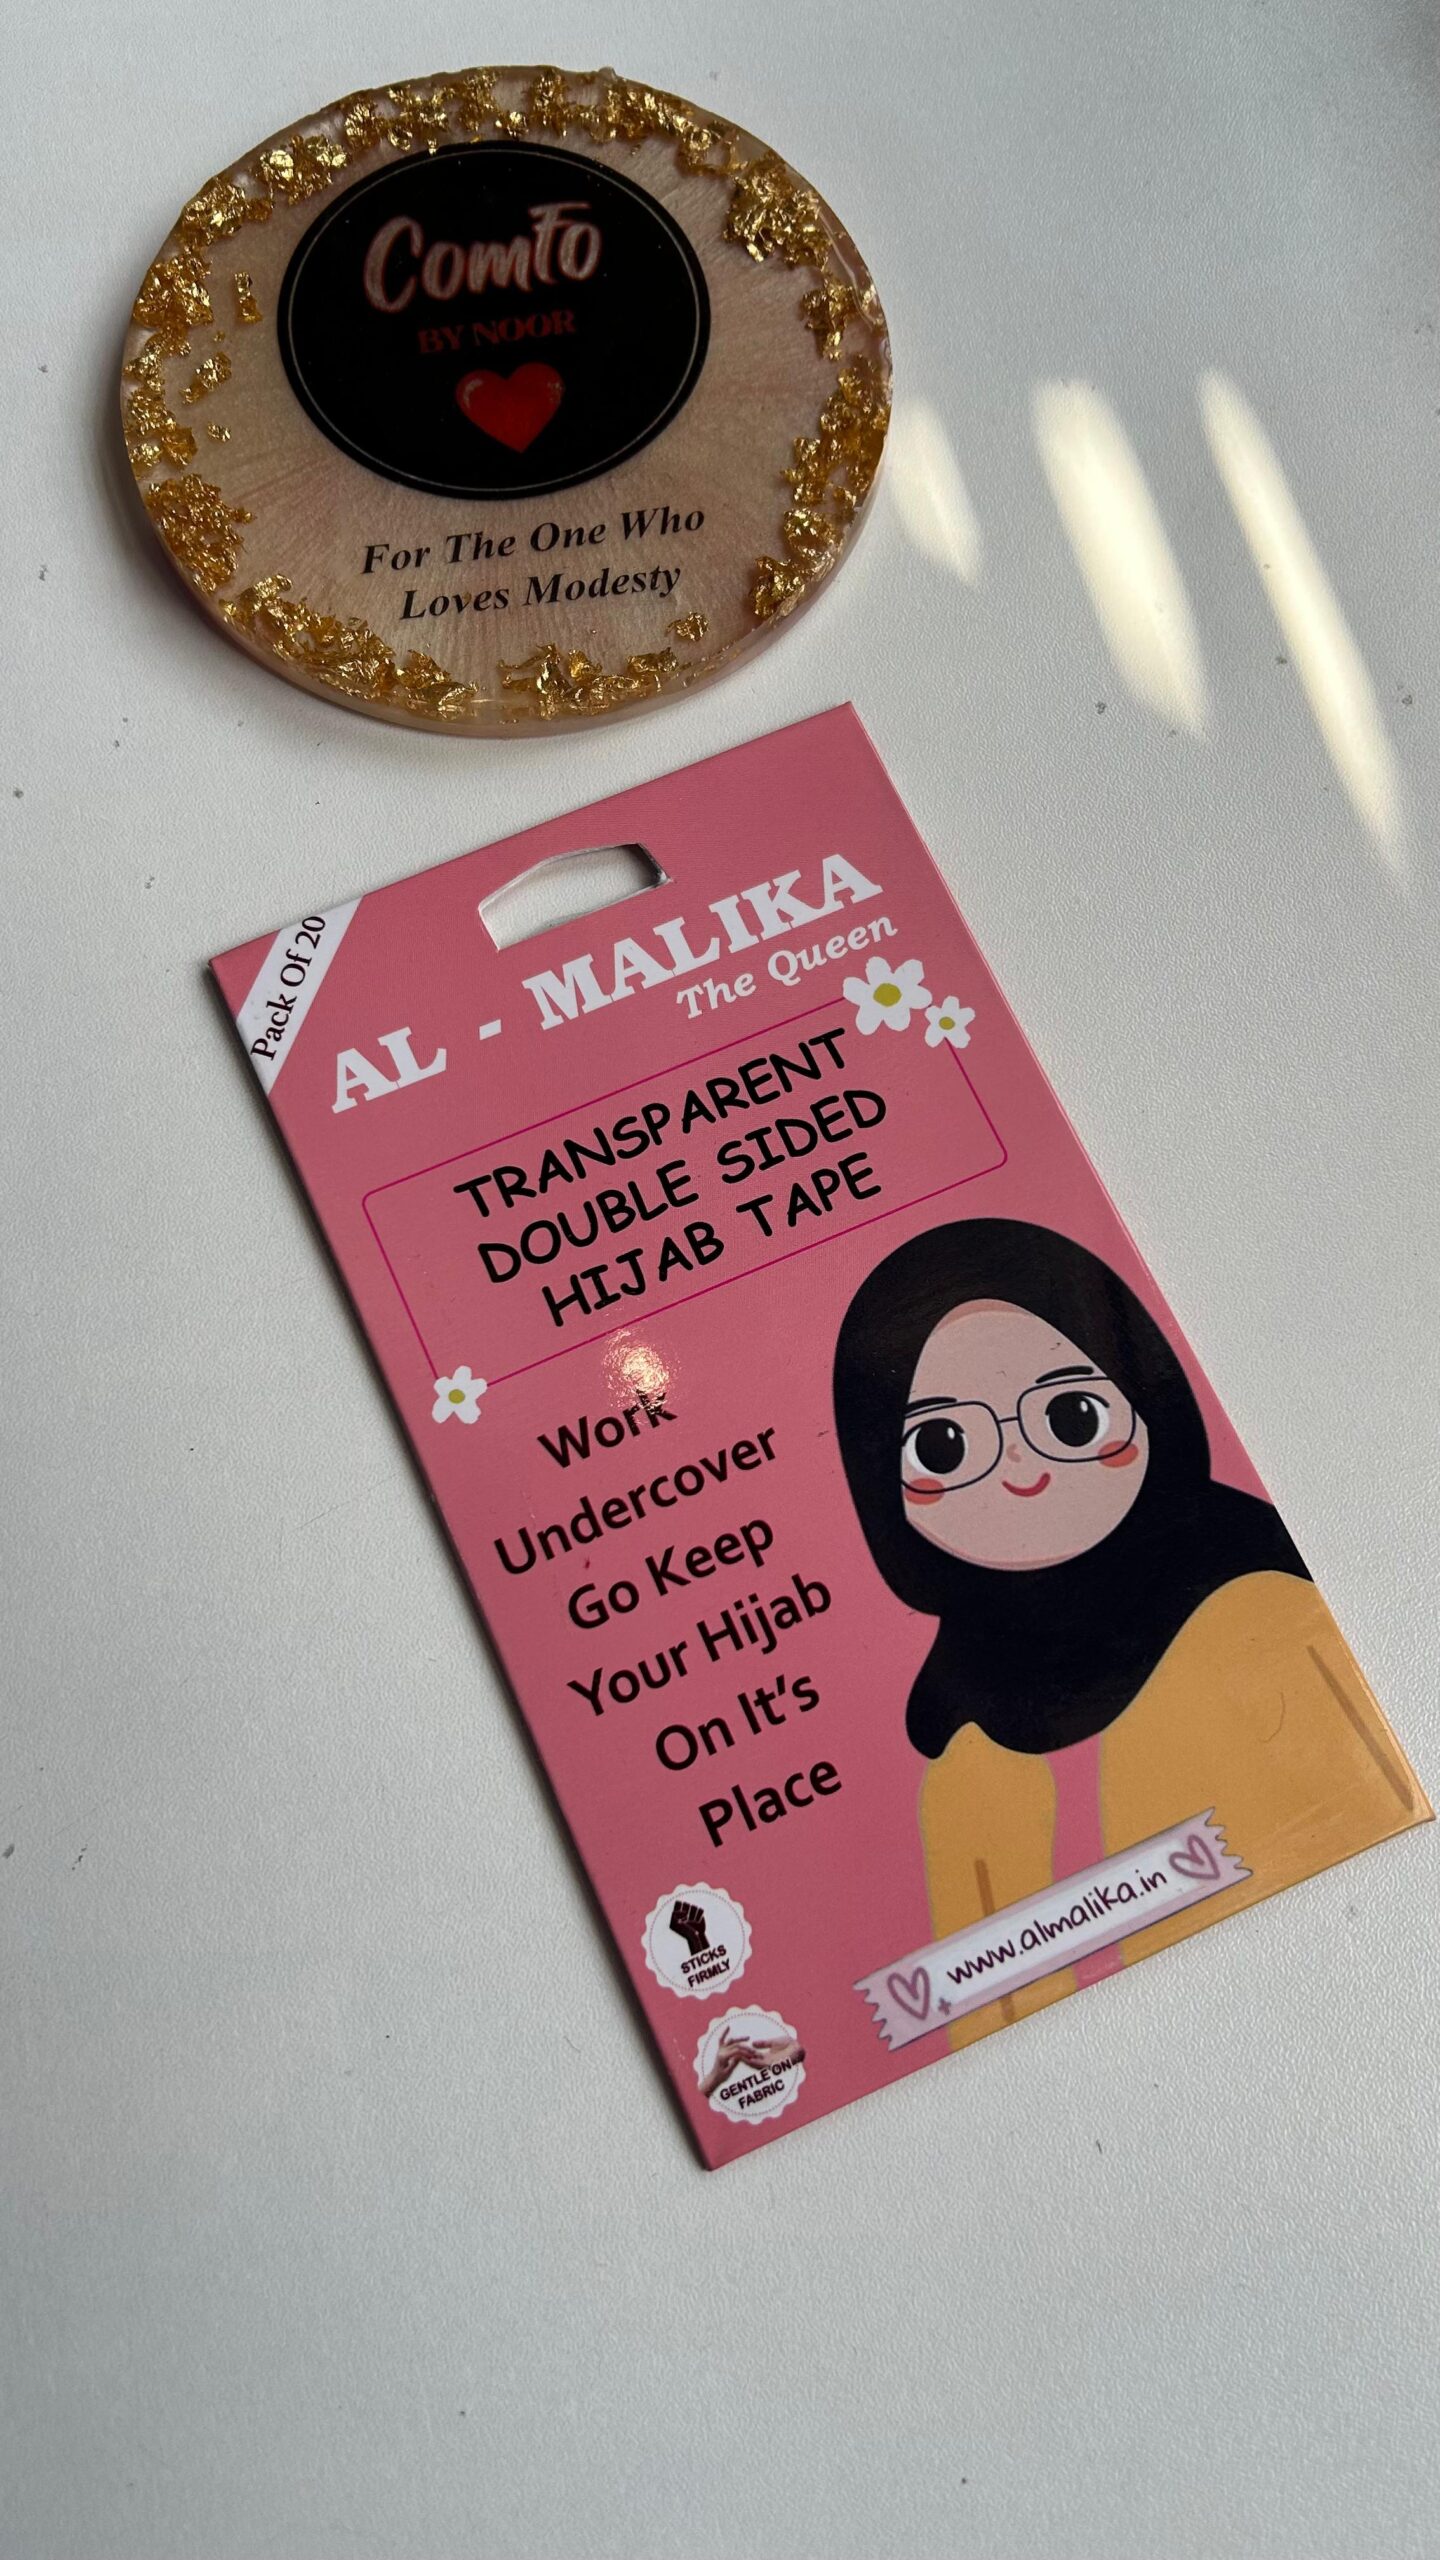 ComFo
BY NOOR
For The One Who
Loves Modesty
Pack Of 20
AL - MALIKA
The Queen
TRANSPARENT
DOUBLE SIDED
HIJAB TAPE
Work
Undercover
Go Keep
Your Hijab
On It's
Place
STICKS
FIRMLY
GENTLE ON
FABRIC
www.almalika.in